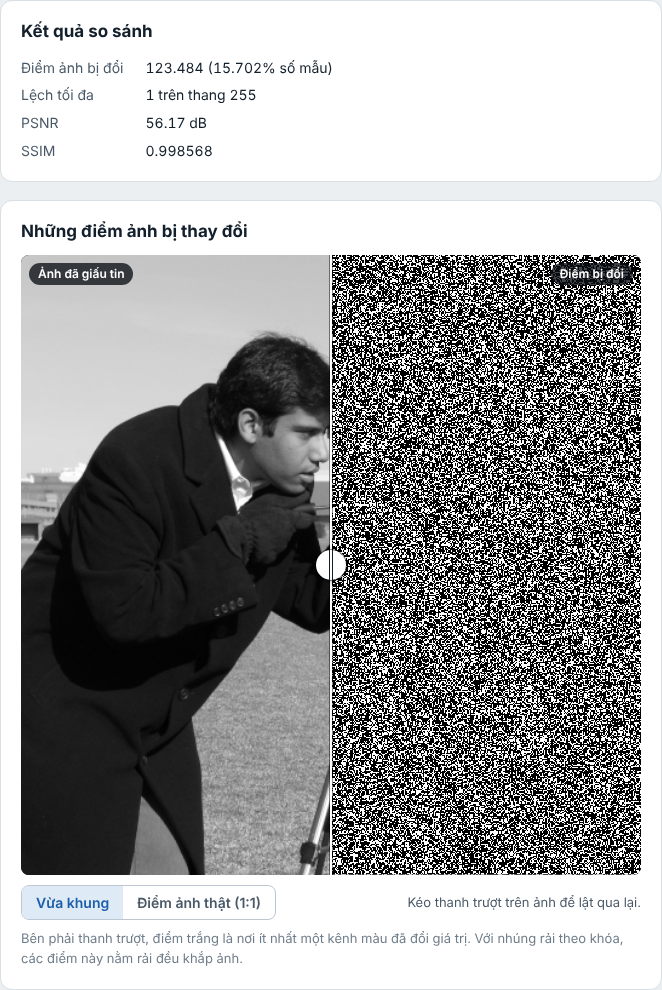 Kết quả so sánh
Điểm ảnh bị đổi 123.484 (15.702% số mẫu)
Lệch tối đa 1 trên thang 255
PSNR 56.17 dB
SSIM 0.998568
Những điểm ảnh bị thay đổi
Ảnh đã giấu tin Điểm bị đổi
Vừa khung Điểm ảnh thật (1:1) Kéo thanh trượt trên ảnh để lật qua lại.
Bên phải thanh trượt, điểm trắng là nơi ít nhất một kênh màu đã đổi giá trị. Với nhúng rải theo khóa,
các điểm này nằm rải đều khắp ảnh.